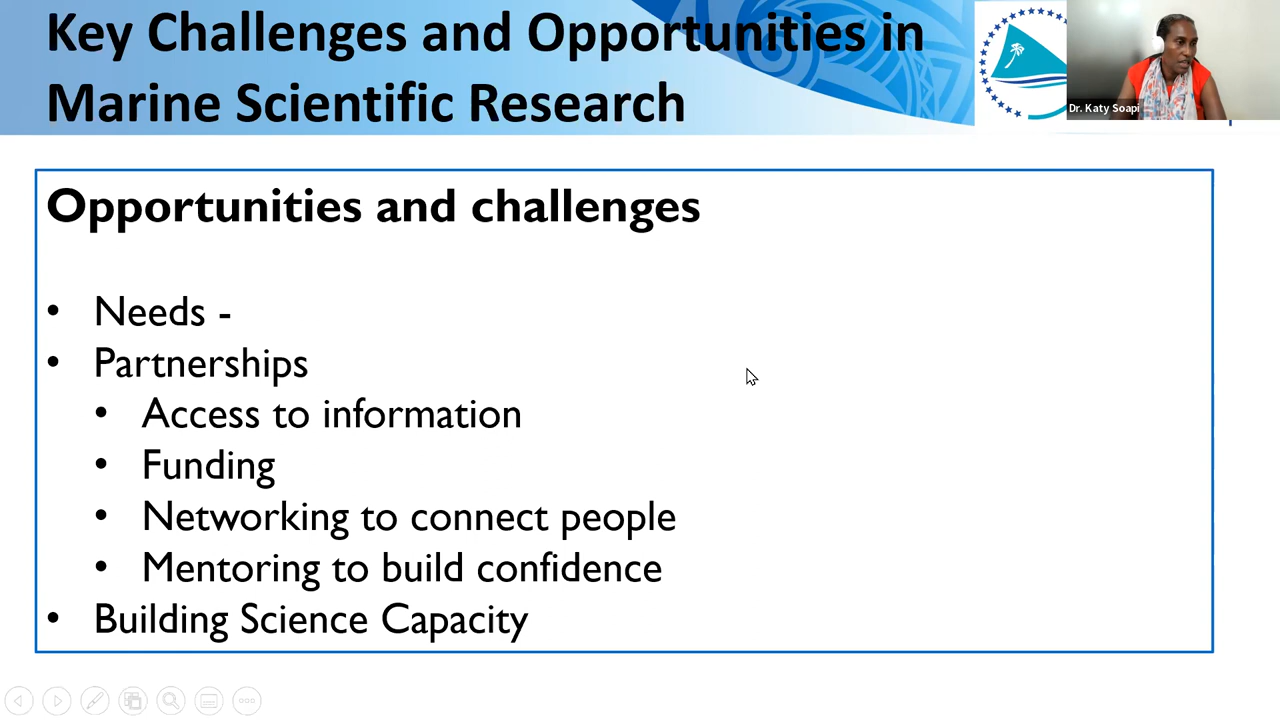 Key Challenges and Opportunities in
Marine Scientific Research
Dr. Katy Soapi
Opportunities and challenges
• Needs -
• Partnerships
• Access to information
• Funding
• Networking to connect people
• Mentoring to build confidence
• Building Science Capacity